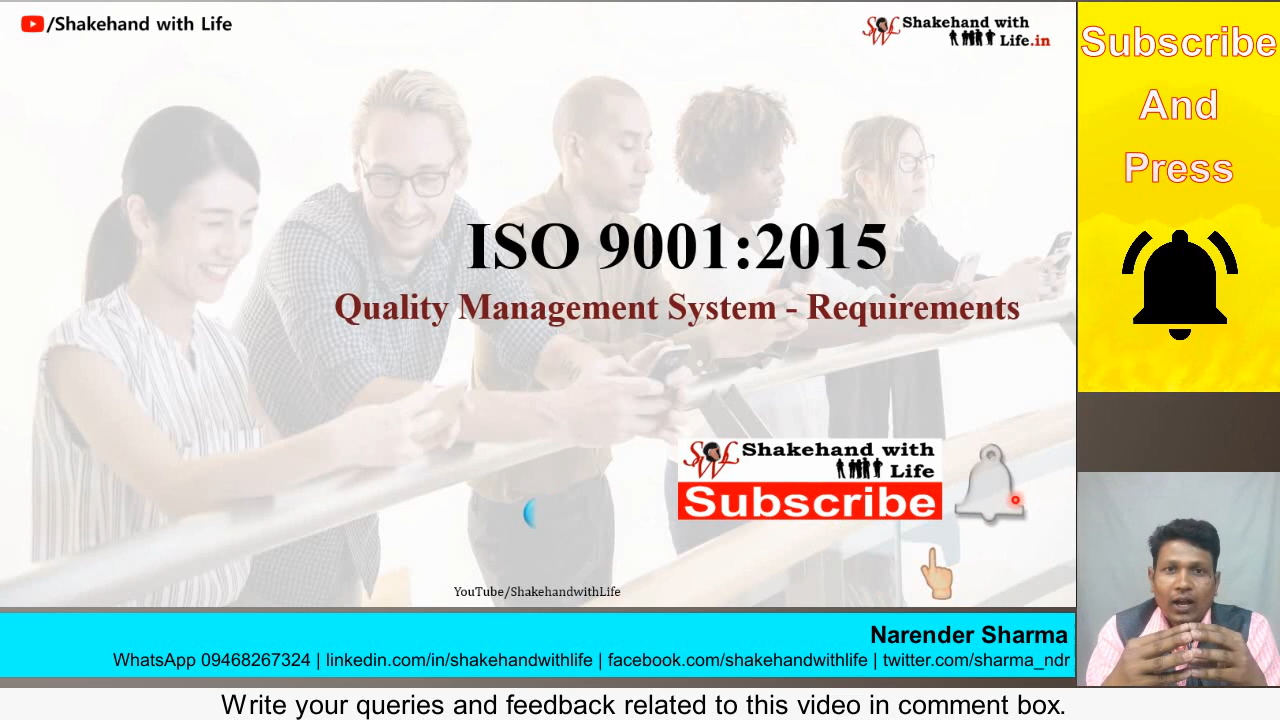 /Shakehand with Life
SWL Shakehand with
Life.in
Subscribe
And
Press
ISO 9001:2015
Quality Management System - Requirements
SWL Shakehand with
Life
Subscribe
YouTube/ShakehandwithLife
Narender Sharma
WhatsApp 09468267324 | linkedin.com/in/shakehandwithlife | facebook.com/shakehandwithlife | twitter.com/sharma_ndr
Write your queries and feedback related to this video in comment box.